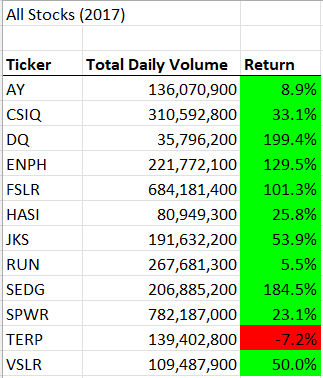 All Stocks (2017)
Ticker Total Daily Volume Return
AY 136,070,900 8.9%
CSIQ 310,592,800 33.1%
DQ 35,796,200 199.4%
ENPH 221,772,100 129.5%
FSLR 684,181,400 101.3%
HASI 80,949,300 25.8%
JKS 191,632,200 53.9%
RUN 267,681,300 5.5%
SEDG 206,885,200 184.5%
SPWR 782,187,000 23.1%
TERP 139,402,800 -7.2%
VSLR 109,487,900 50.0%